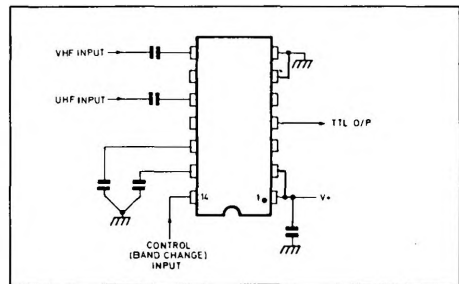 VHF INPUT
UHF INPUT
TTL O/P
14
1
V+
CONTROL
(BAND CHANGE)
INPUT